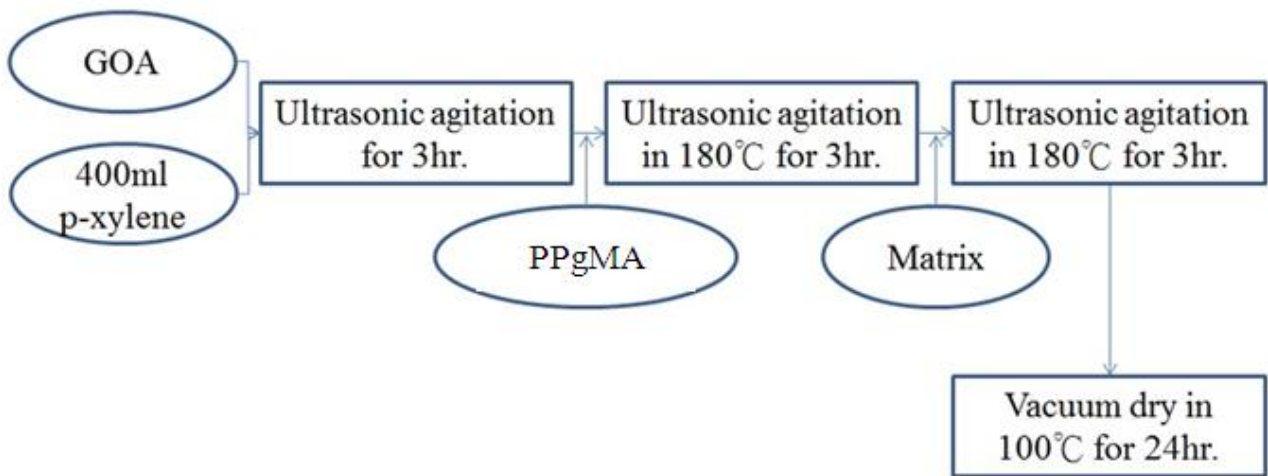 GOA
400ml
p-xylene
Ultrasonic agitation
for 3hr.
PPgMA
Ultrasonic agitation
in 180℃ for 3hr.
Matrix
Ultrasonic agitation
in 180℃ for 3hr.
Vacuum dry in
100℃ for 24hr.